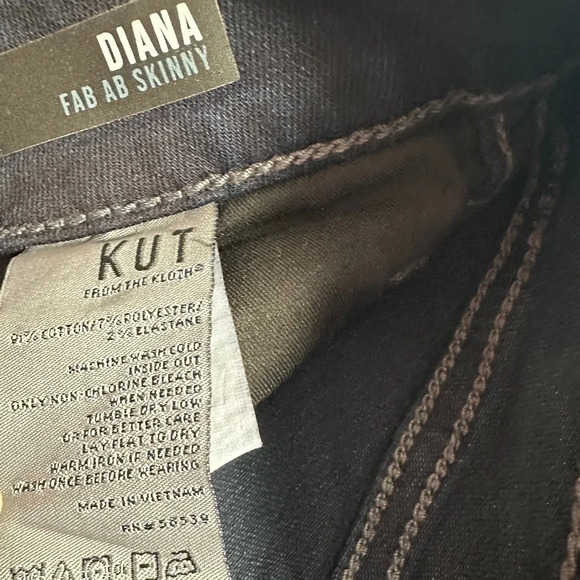 DIANA
FAB AB SKINNY
KUT
FROM THE KLOTH®
91% COTTON/7% POLYESTER/
2% ELASTANE
MACHINE WASH COLD
INSIDE OUT
ONLY NON-CHLORINE BLEACH
WHEN NEEDED
TUMBLE DRY LOW
OR FOR BETTER CARE
LAY FLAT TO DRY
WARM IRON IF NEEDED
WASH ONCE BEFORE WEARING
MADE IN VIETNAM
RN# 58539